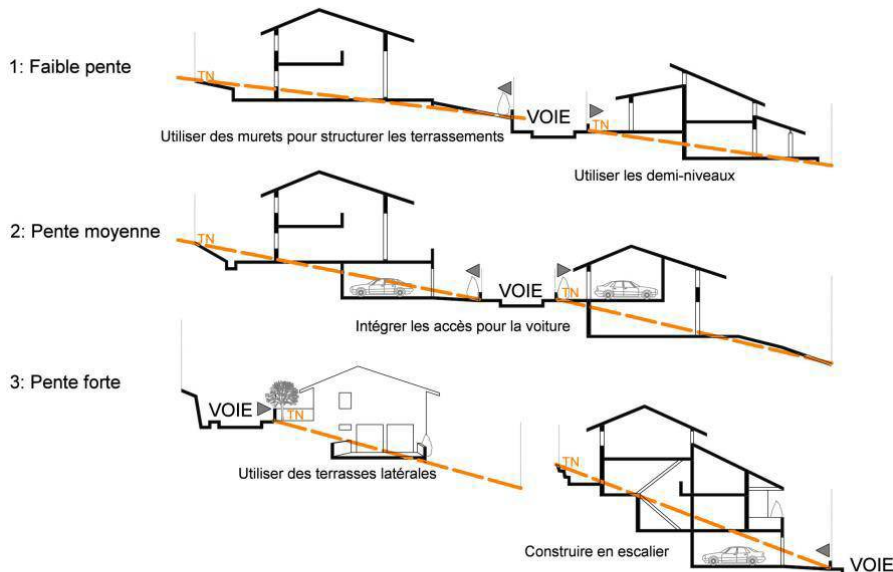 1: Faible pente
TN
VOIE
TN
Utiliser des murets pour structurer les terrassements
Utiliser les demi-niveaux
2: Pente moyenne
TN
VOIE
TN
Intégrer les accès pour la voiture
3: Pente forte
VOIE
TN
Utiliser des terrasses latérales
TN
Construire en escalier
VOIE